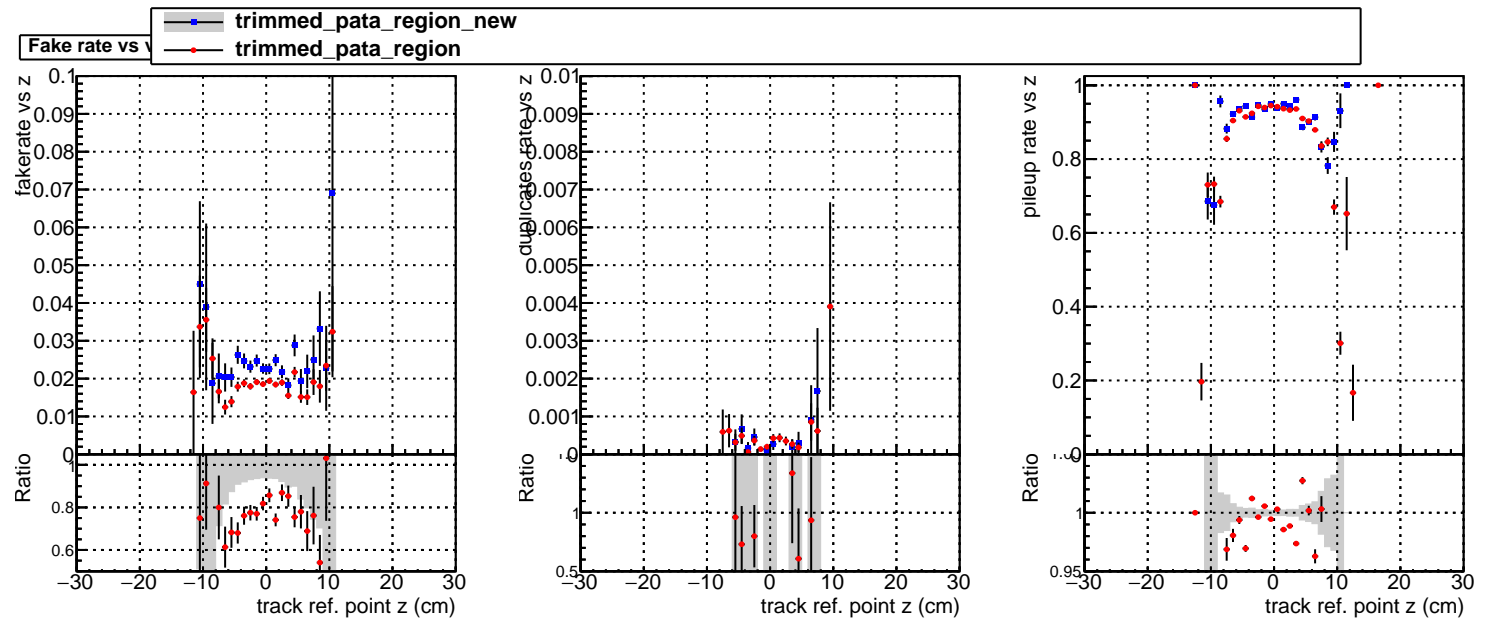 trimmed_pata_region_new
trimmed_pata_region
Fake rate vs
fakerate vs z
0.1
0.09
0.08
0.07
0.06
0.05
0.04
0.03
0.02
0.01
0
Ratio
1
0.8
0.6
−30 −20 −10 0 10 20 30
track ref. point z (cm)
duplicates rate vs z
0.01
0.009
0.008
0.007
0.006
0.005
0.004
0.003
0.002
0.001
Ratio
1
0.5
−30 −20 −10 0 10 20 30
track ref. point z (cm)
pileup rate vs z
1
0.8
0.6
0.4
0.2
Ratio
1
0.95
−30 −20 −10 0 10 20 30
track ref. point z (cm)